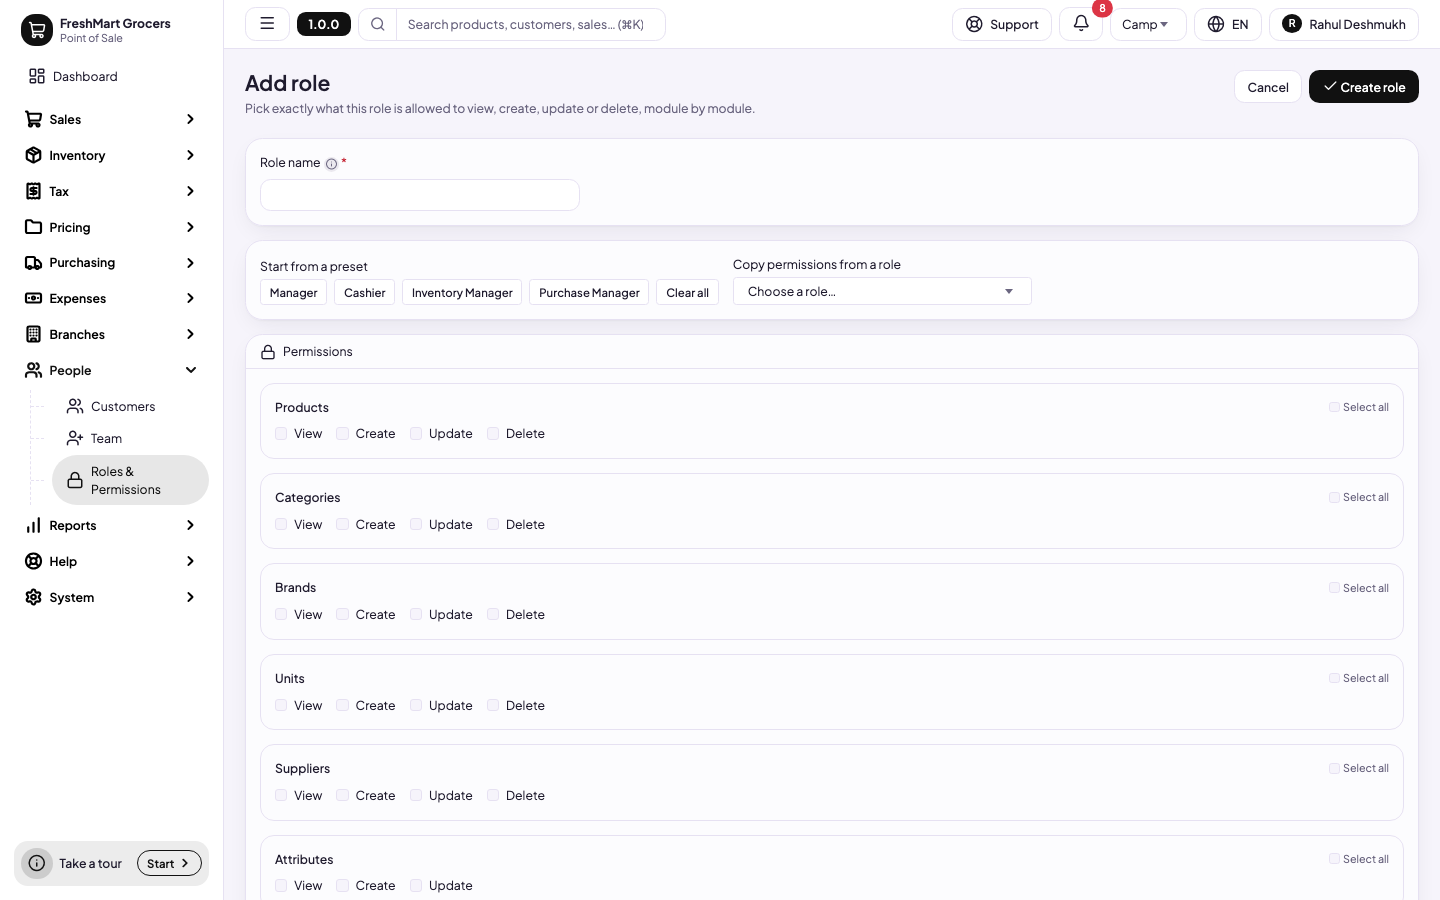 FreshMart Grocers
Point of Sale
Dashboard
Sales
Inventory
Tax
Pricing
Purchasing
Expenses
Branches
People
Customers
Team
Roles &
Permissions
Reports
Help
System
Take a tour
Start
1.0.0
Search products, customers, sales... (⌘K)
Support
8
Camp
EN
R
Rahul Deshmukh
Add role
Pick exactly what this role is allowed to view, create, update or delete, module by module.
Cancel
Create role
Role name *
Start from a preset
Manager
Cashier
Inventory Manager
Purchase Manager
Clear all
Copy permissions from a role
Choose a role...
Permissions
Products
Select all
View Create Update Delete
Categories
Select all
View Create Update Delete
Brands
Select all
View Create Update Delete
Units
Select all
View Create Update Delete
Suppliers
Select all
View Create Update Delete
Attributes
Select all
View Create Update